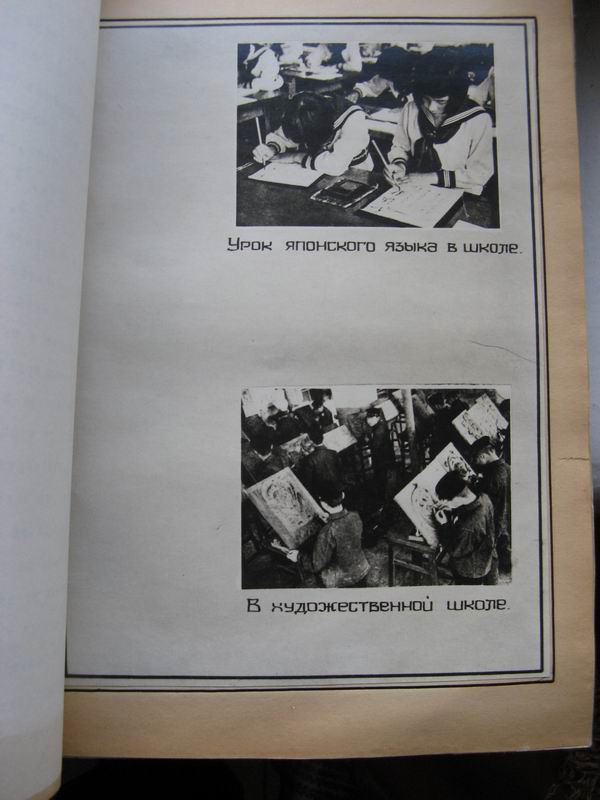 Урок японского языка в школе.
В художественной школе.